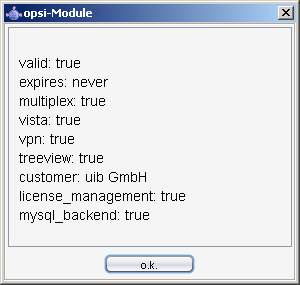 opsi-Module
valid: true
expires: never
multiplex: true
vista: true
vpn: true
treeview: true
customer: uib GmbH
license_management: true
mysql_backend: true
o.k.